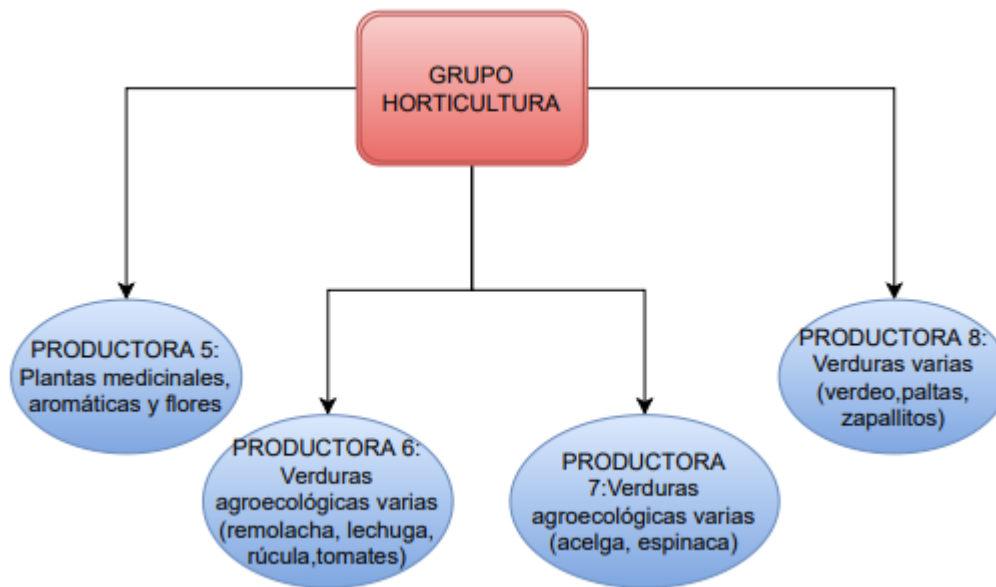 GRUPO
HORTICULTURA
PRODUCTORA 5:
Plantas medicinales,
aromáticas y flores
PRODUCTORA 6:
Verduras
agroecológicas varias
(remolacha, lechuga,
rúcula,tomates)
PRODUCTORA
7:Verduras
agroecológicas varias
(acelga, espinaca)
PRODUCTORA 8:
Verduras varias
(verdeo,paltas,
zapallitos)